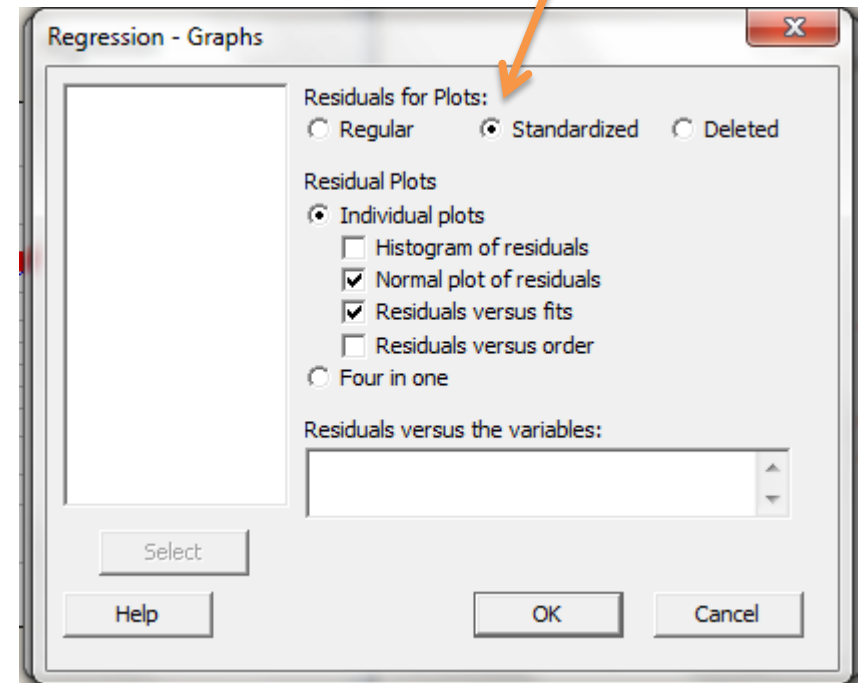 Regression - Graphs
Residuals for Plots:
Regular Standardized Deleted
Residual Plots
Individual plots
Histogram of residuals
Normal plot of residuals
Residuals versus fits
Residuals versus order
Four in one
Residuals versus the variables:
Select
Help OK Cancel